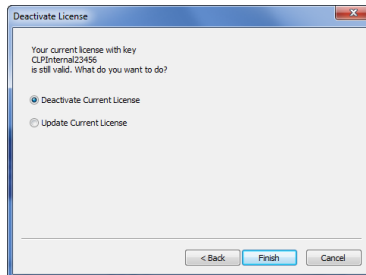 Deactivate License
Your current license with key
CLPInternal23456
is still valid. What do you want to do?
Deactivate Current License
Update Current License
< Back
Finish
Cancel